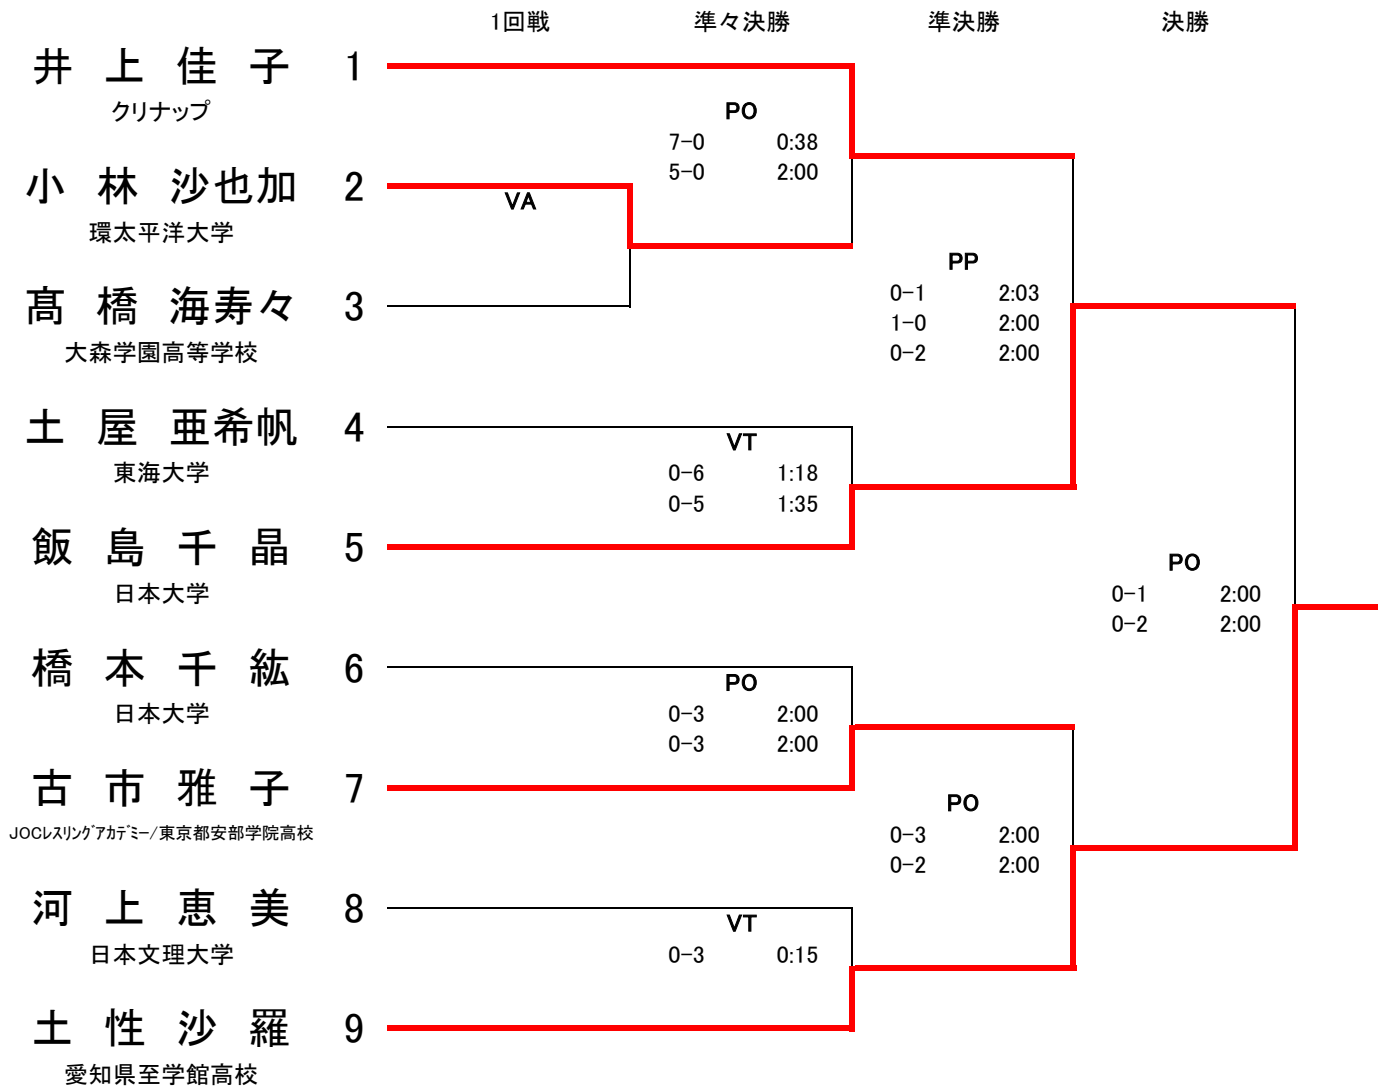 1回戦 準々決勝 準決勝 決勝
井 上 佳 子 1
クリナップ
PO
7-0 0:38
5-0 2:00
小 林 沙也加 2
VA
環太平洋大学
PP
髙 橋 海寿々 3
0-1 2:03
1-0 2:00
0-2 2:00
大森学園高等学校
土 屋 亜希帆 4
VT
東海大学
0-6 1:18
0-5 1:35
飯 島 千 晶 5
日本大学
PO
0-1 2:00
0-2 2:00
橋 本 千 紘 6
日本大学
PO
0-3 2:00
0-3 2:00
古 市 雅 子 7
JOCレスリングアカデミー/東京都安部学院高校
PO
0-3 2:00
0-2 2:00
河 上 恵 美 8
VT
日本文理大学
0-3 0:15
土 性 沙 羅 9
愛知県至学館高校